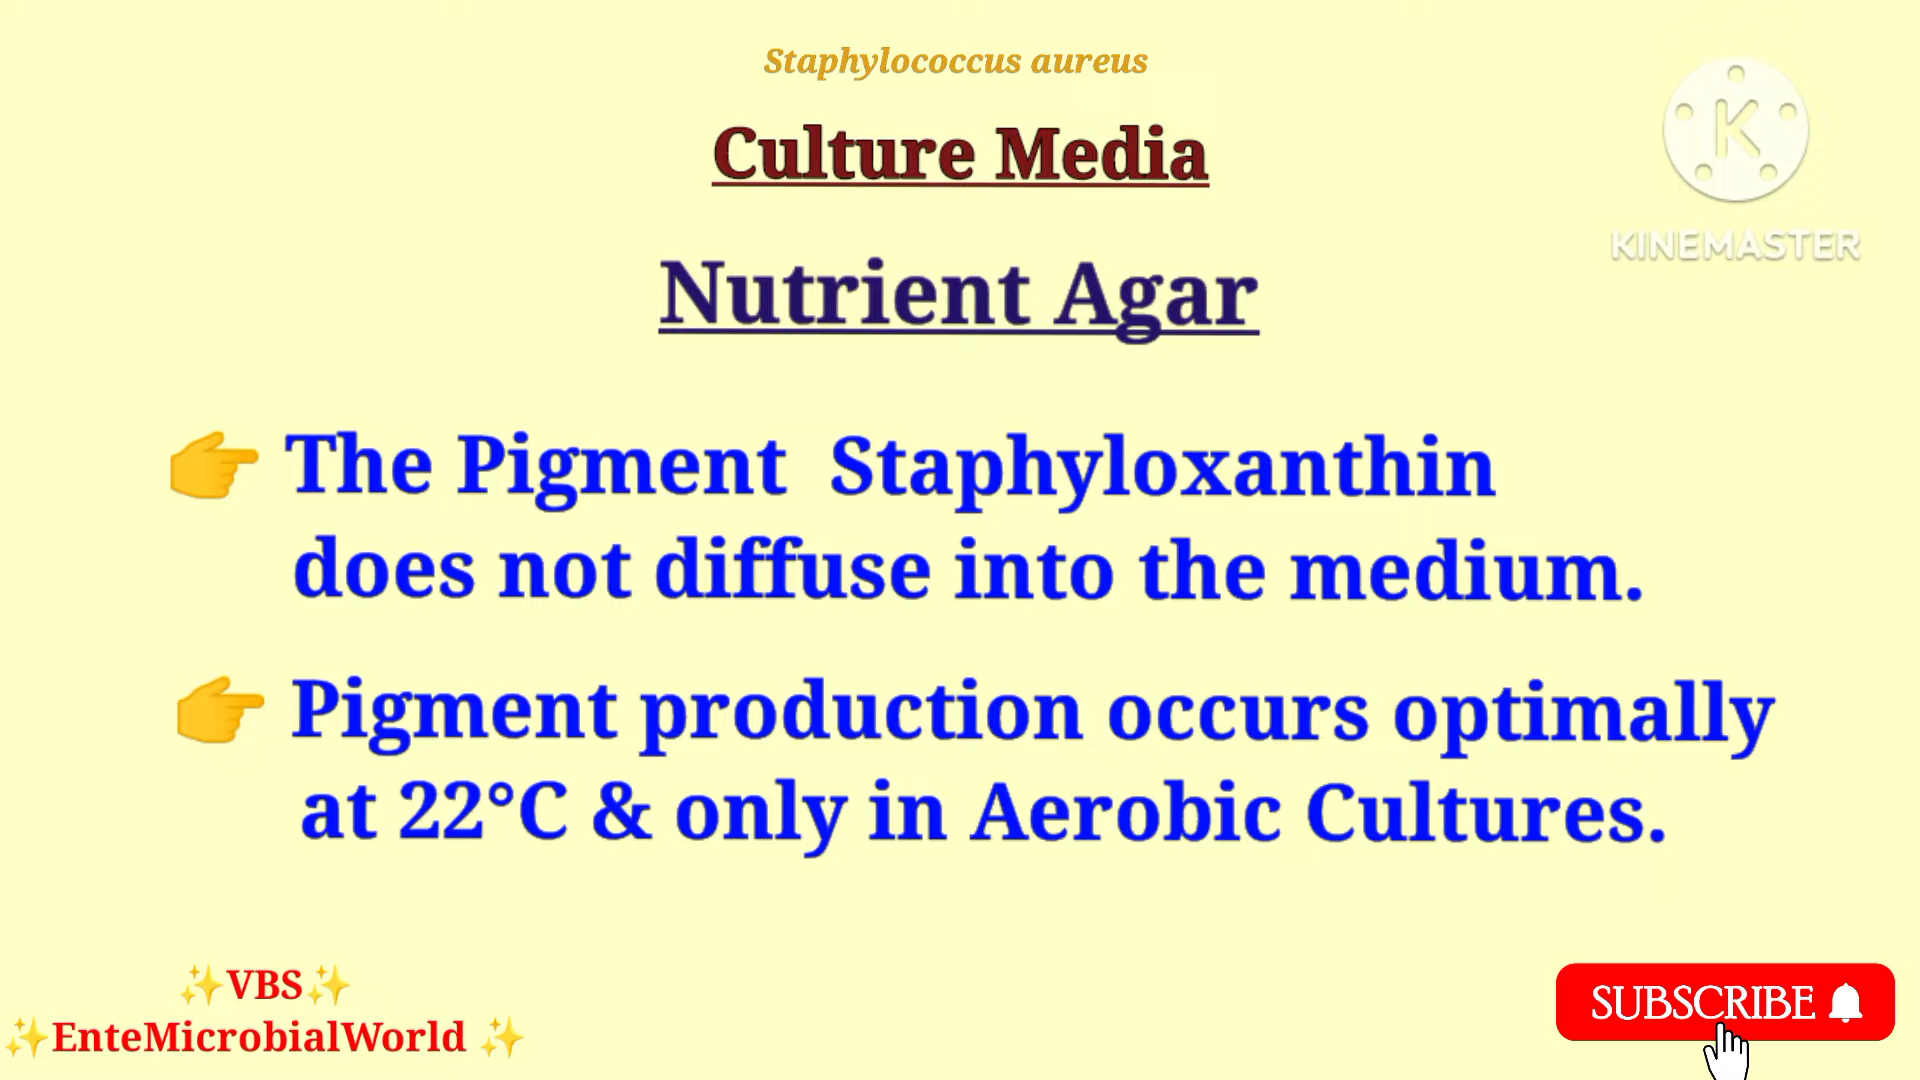 Staphylococcus aureus
Culture Media
K
KINEMASTER
Nutrient Agar
👉 The Pigment Staphyloxanthin
does not diffuse into the medium.
👉 Pigment production occurs optimally
at 22°C & only in Aerobic Cultures.
✨VBS✨
✨EnteMicrobialWorld ✨
SUBSCRIBE